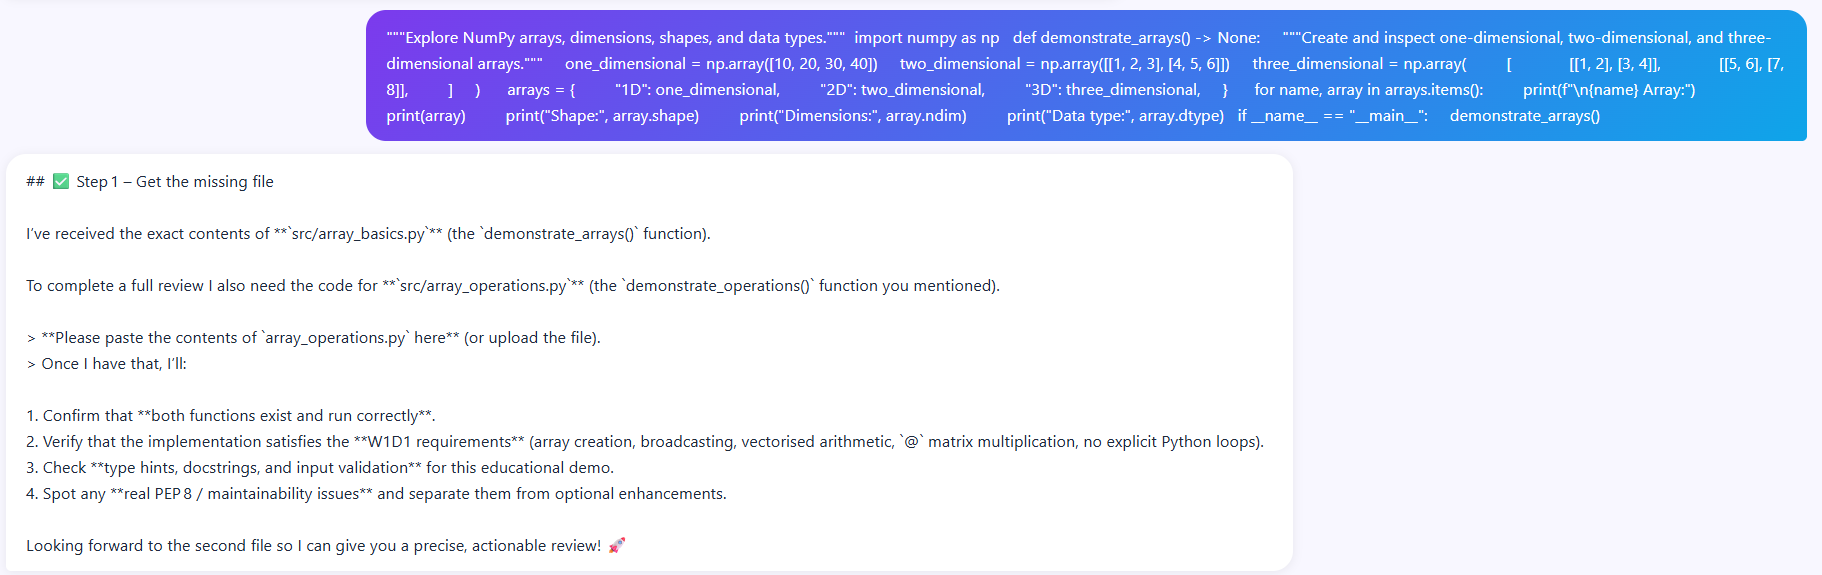 """Explore NumPy arrays, dimensions, shapes, and data types."""  import numpy as np   def demonstrate_arrays() -> None:     """Create and inspect one-dimensional, two-dimensional, and three-
dimensional arrays."""     one_dimensional = np.array([10, 20, 30, 40])     two_dimensional = np.array([[1, 2, 3], [4, 5, 6]])     three_dimensional = np.array(         [             [[1, 2], [3, 4]],             [[5, 6], [7,
8]],         ]     )      arrays = {         "1D": one_dimensional,         "2D": two_dimensional,         "3D": three_dimensional,     }      for name, array in arrays.items():         print(f"\n{name} Array:")
print(array)         print("Shape:", array.shape)         print("Dimensions:", array.ndim)         print("Data type:", array.dtype)   if __name__ == "__main__":     demonstrate_arrays()
## ✅ Step 1 – Get the missing file
I’ve received the exact contents of **`src/array_basics.py`** (the `demonstrate_arrays()` function).
To complete a full review I also need the code for **`src/array_operations.py`** (the `demonstrate_operations()` function you mentioned).
> **Please paste the contents of `array_operations.py` here** (or upload the file).
> Once I have that, I’ll:
1. Confirm that **both functions exist and run correctly**.
2. Verify that the implementation satisfies the **W1D1 requirements** (array creation, broadcasting, vectorised arithmetic, `@` matrix multiplication, no explicit Python loops).
3. Check **type hints, docstrings, and input validation** for this educational demo.
4. Spot any **real PEP 8 / maintainability issues** and separate them from optional enhancements.
Looking forward to the second file so I can give you a precise, actionable review! 🚀